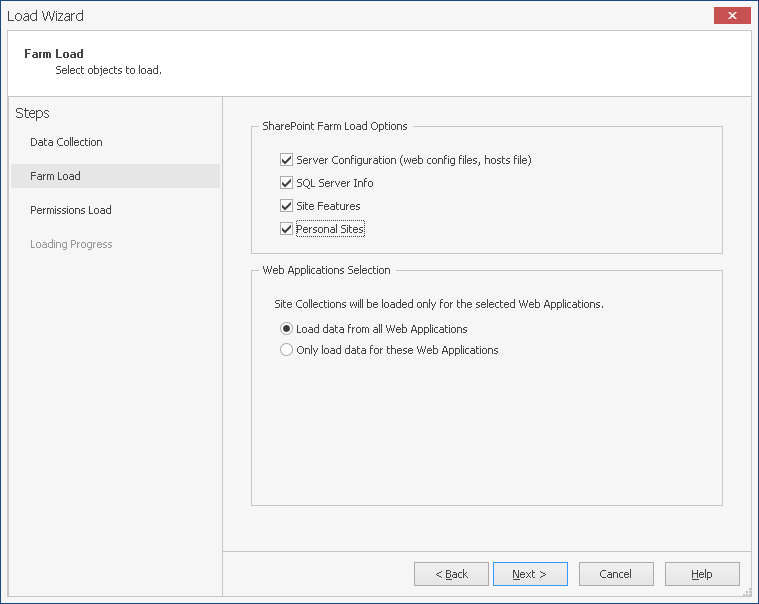 Load Wizard
Farm Load
Select objects to load.
Steps
Data Collection
Farm Load
Permissions Load
Loading Progress
SharePoint Farm Load Options
Server Configuration (web config files, hosts file)
SQL Server Info
Site Features
Personal Sites
Web Applications Selection
Site Collections will be loaded only for the selected Web Applications.
Load data from all Web Applications
Only load data for these Web Applications
< Back
Next >
Cancel
Help